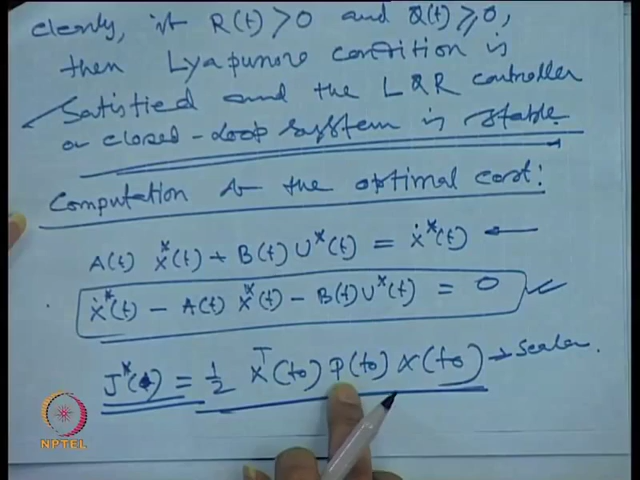 clearly, if R(t) > 0 and Q(t) ≥ 0,
then Lyapunov condition is
satisfied and the LQR controller
or closed-loop system is stable
Computation of the optimal cost:
A(t) x*(t) + B(t) U*(t) = ẋ*(t) ←
ẋ*(t) - A(t) x*(t) - B(t) U*(t) = 0
J*(·) = 1/2 x^T(t0) P(t0) x(t0) → Scalar.
NPTEL